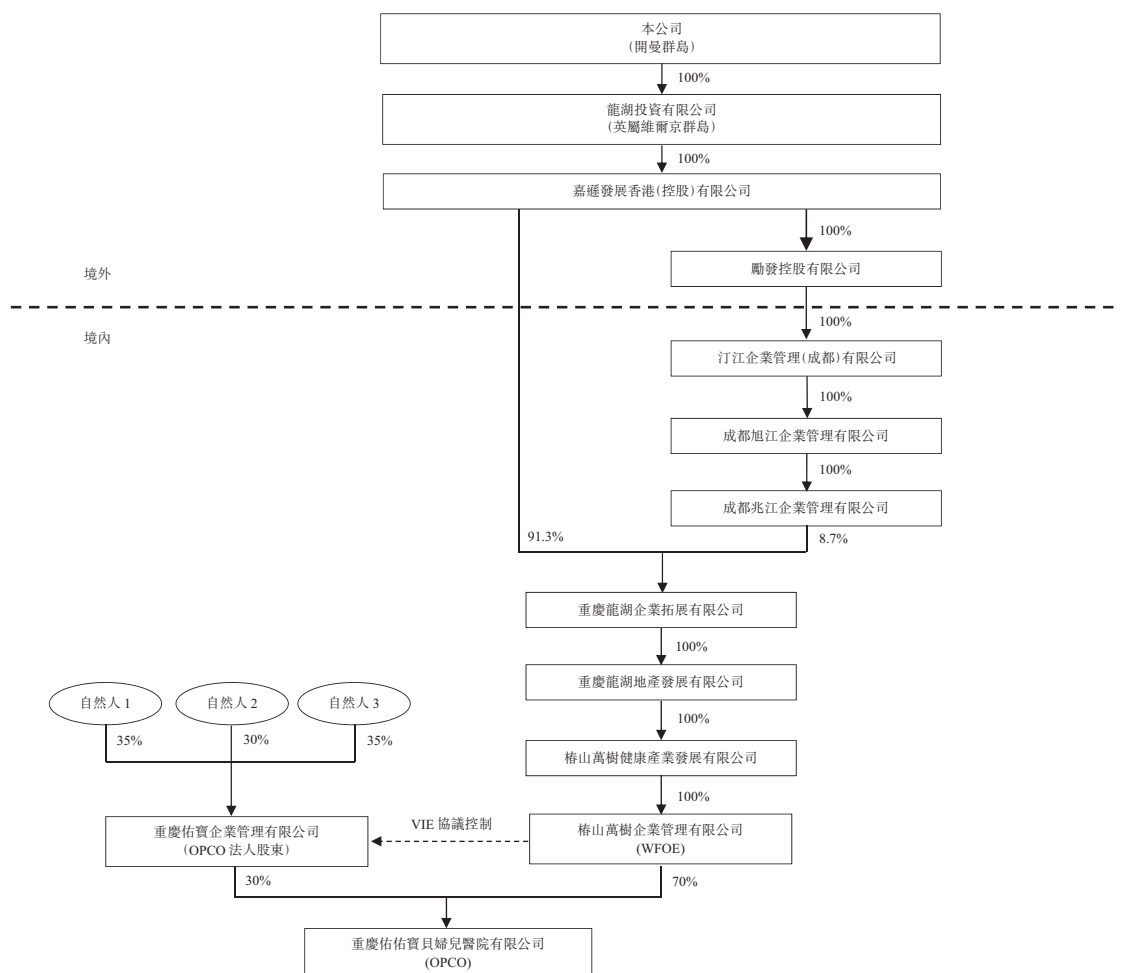 本公司
(開曼群島)
100%
龍湖投資有限公司
(英屬維爾京群島)
100%
嘉遜發展香港(控股)有限公司
100%
勵發控股有限公司
境外
100%
境內
汀江企業管理(成都)有限公司
100%
成都旭江企業管理有限公司
100%
成都兆江企業管理有限公司
91.3%
8.7%
重慶龍湖企業拓展有限公司
100%
重慶龍湖地產發展有限公司
自然人 1
自然人 2
自然人 3
35%
30%
35%
100%
椿山萬樹健康產業發展有限公司
100%
重慶佑寶企業管理有限公司
(OPCO 法人股東)
VIE 協議控制
椿山萬樹企業管理有限公司
(WFOE)
30%
70%
重慶佑佑寶貝婦兒醫院有限公司
(OPCO)